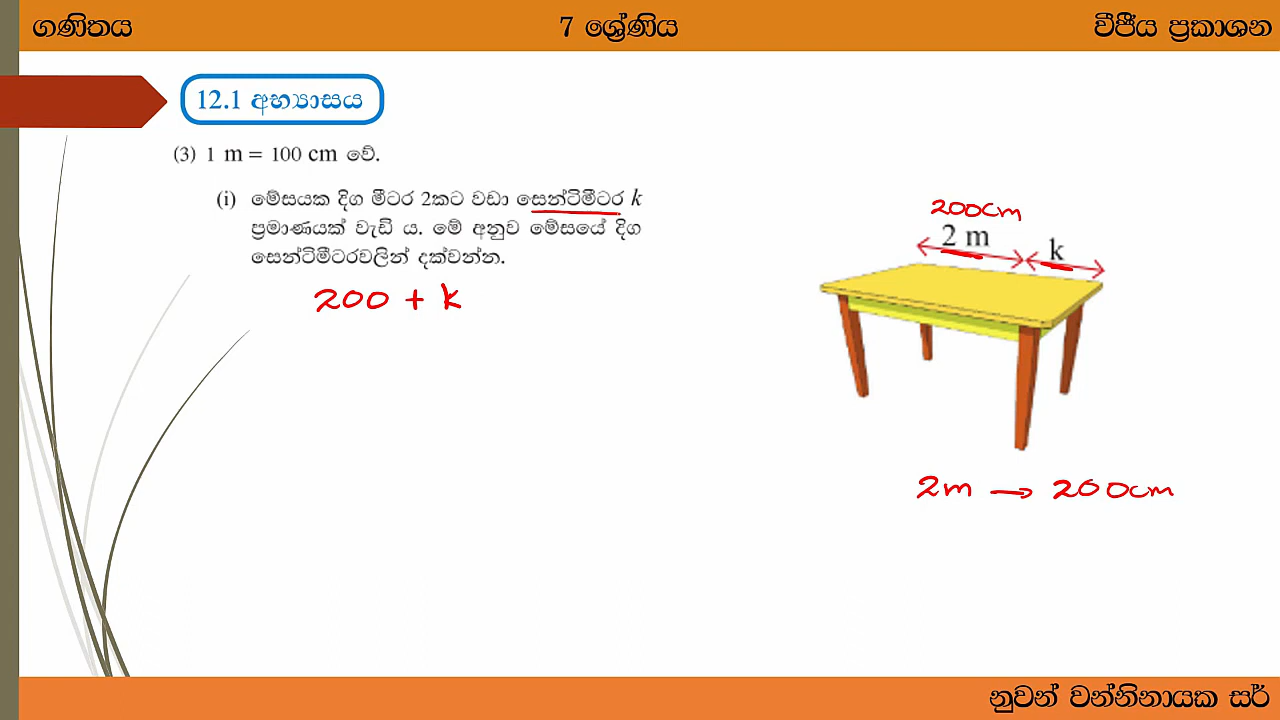 ගණිතය 7 ශ්‍රේණිය වීජීය ප්‍රකාශන
12.1 අභ්‍යාසය
(3) 1 m = 100 cm වේ.
(i) මේසයක දිග මීටර 2කට වඩා සෙන්ටිමීටර k
ප්‍රමාණයක් වැඩි ය. මේ අනුව මේසයේ දිග
සෙන්ටිමීටරවලින් දක්වන්න.
200 + k
200cm
2 m
k
2m → 200cm
නුවන් වන්නිනායක සර්